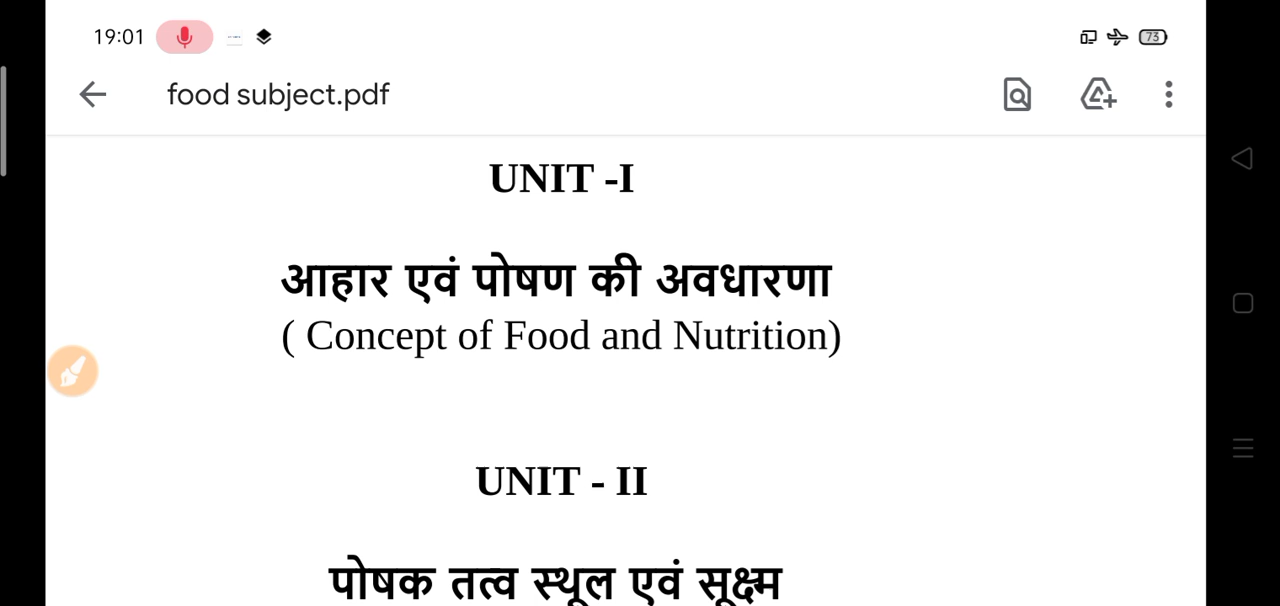 19:01
73
food subject.pdf
UNIT -I
आहार एवं पोषण की अवधारणा
( Concept of Food and Nutrition)
UNIT - II
पोषक तत्व स्थूल एवं सूक्ष्म